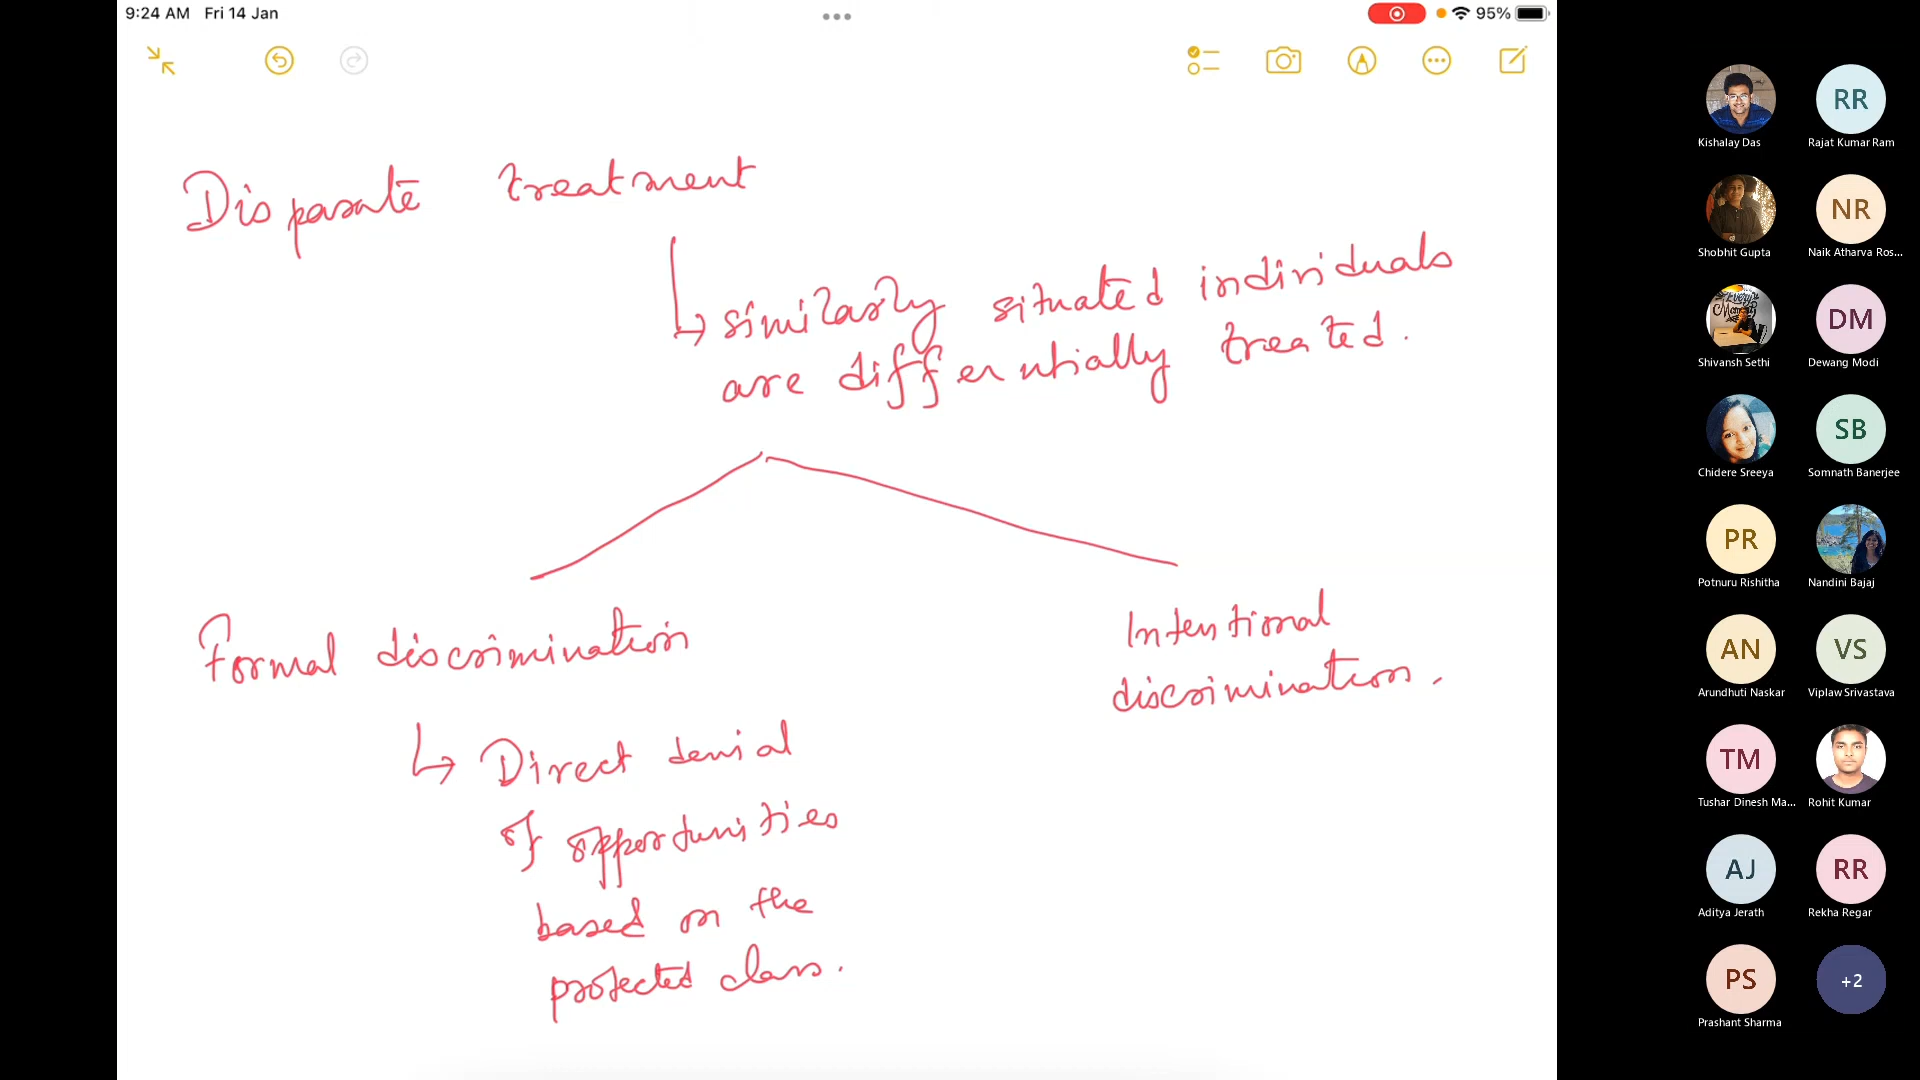 9:24 AM Fri 14 Jan
95%
Disparate treatment
similarly situated individuals
are differentially treated.
Formal discrimination
Intentional
discrimination.
Direct denial
of opportunities
based on the
protected class.
Kishalay Das
RR
Rajat Kumar Ram
Shobhit Gupta
NR
Naik Atharva Ros...
Shivansh Sethi
DM
Dewang Modi
Chidere Sreeya
SB
Somnath Banerjee
PR
Potnuru Rishitha
Nandini Bajaj
AN
Arundhuti Naskar
VS
Viplaw Srivastava
TM
Tushar Dinesh Ma...
Rohit Kumar
AJ
Aditya Jerath
RR
Rekha Regar
PS
Prashant Sharma
+2